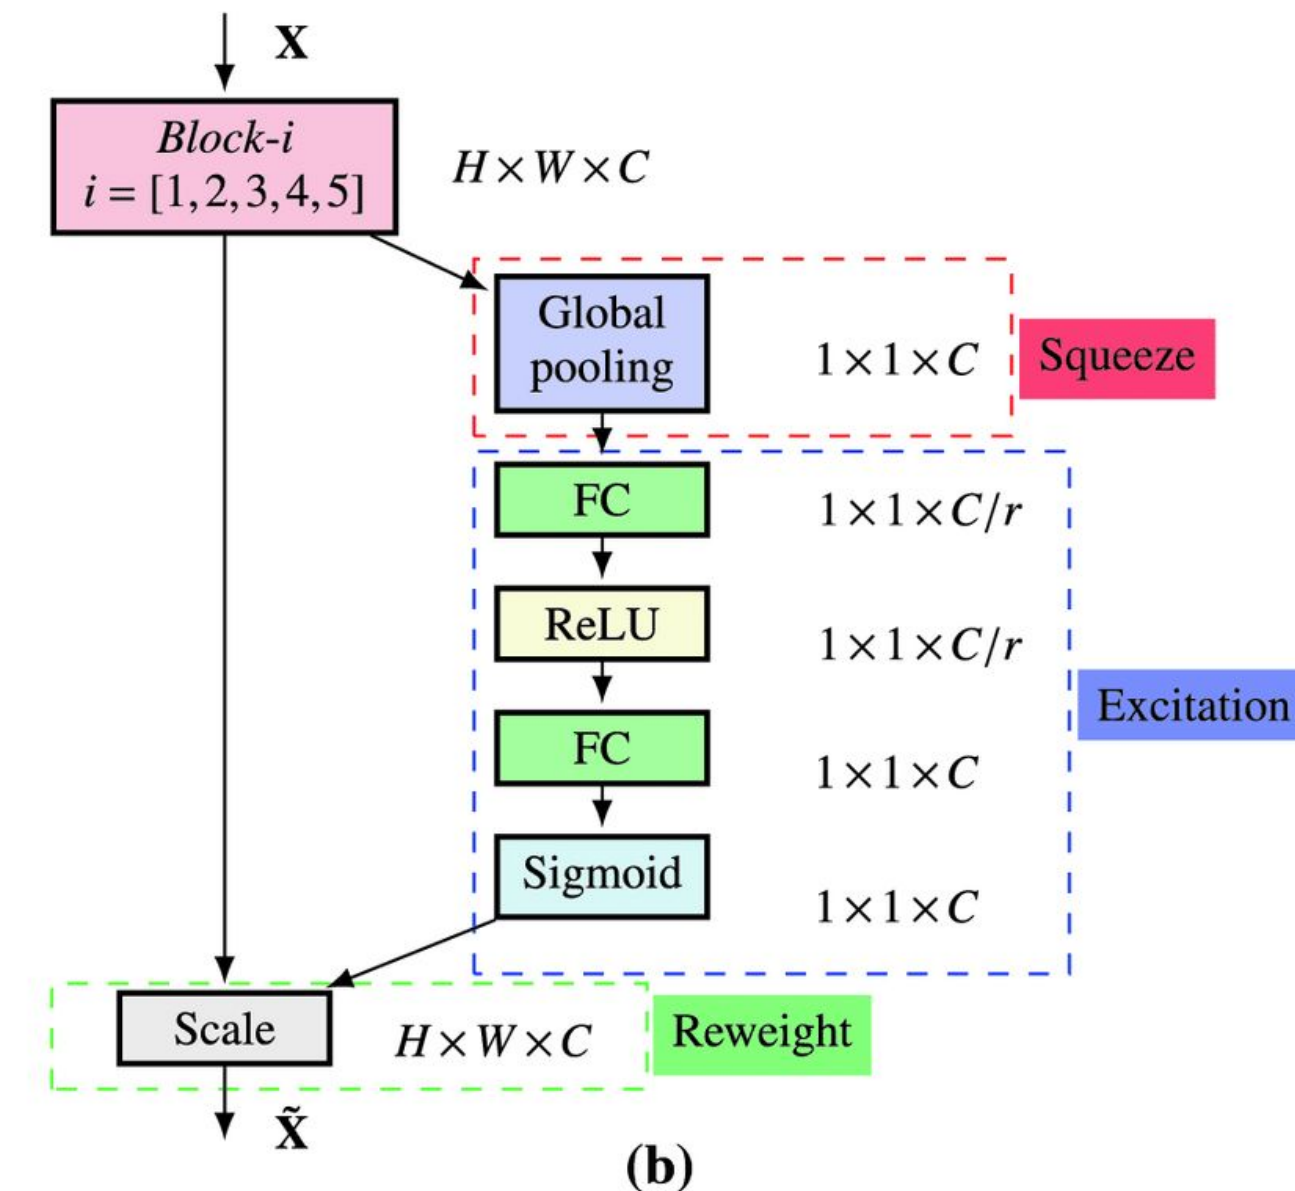 X
Block-i
i = [1, 2, 3, 4, 5]
H × W × C
Global
pooling
1 × 1 × C
Squeeze
FC
1 × 1 × C/r
ReLU
1 × 1 × C/r
Excitation
FC
1 × 1 × C
Sigmoid
1 × 1 × C
Scale
H × W × C
Reweight
X̃
(b)